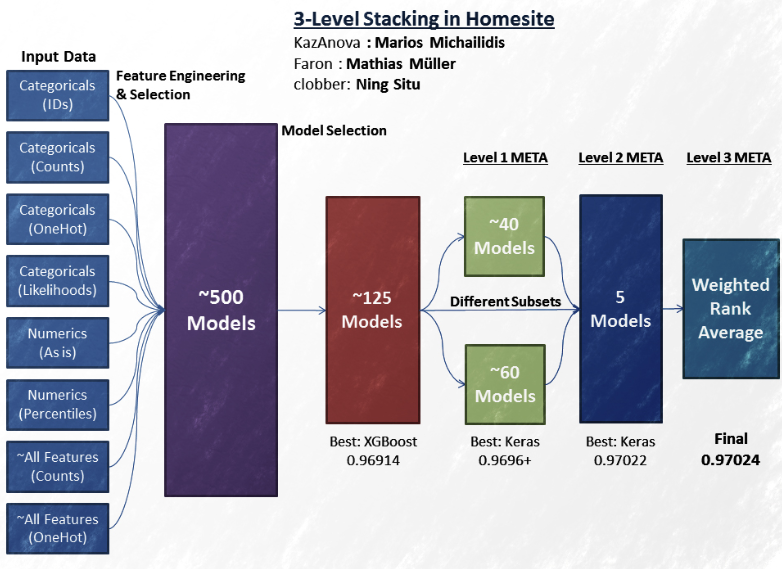 3-Level Stacking in Homesite
KazAnova : Marios Michailidis
Faron : Mathias Müller
clobber: Ning Situ
Input Data
Feature Engineering
& Selection
Categoricals
(IDs)
Categoricals
(Counts)
Categoricals
(OneHot)
Categoricals
(Likelihoods)
Numerics
(As is)
Numerics
(Percentiles)
~All Features
(Counts)
~All Features
(OneHot)
~500
Models
Model Selection
~125
Models
Best: XGBoost
0.96914
Level 1 META
~40
Models
Different Subsets
~60
Models
Best: Keras
0.9696+
Level 2 META
5
Models
Best: Keras
0.97022
Level 3 META
Weighted
Rank
Average
Final
0.97024